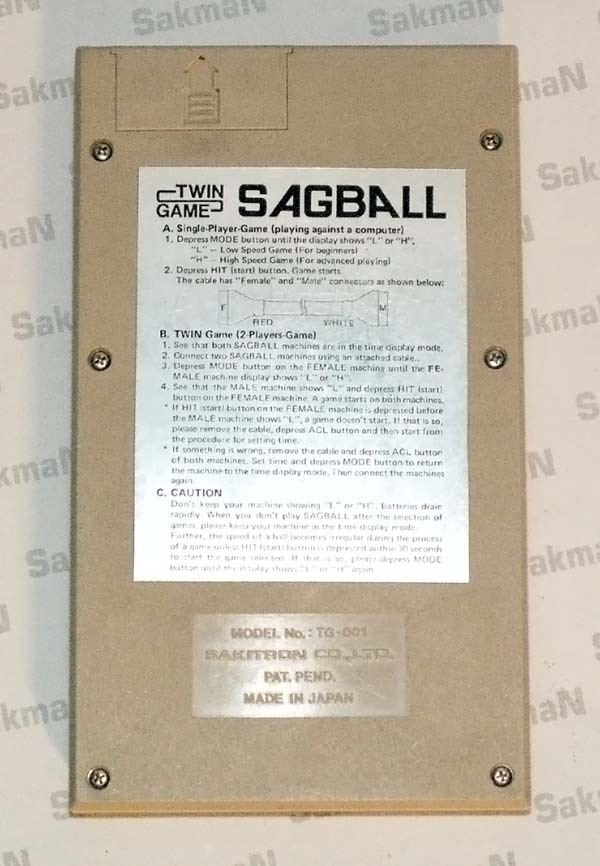 TWIN GAME SAGBALL
A. Single-Player-Game (playing against a computer)
1. Depress MODE button until the display shows "L" or "H".
"L" — Low Speed Game (For beginners)
"H" — High Speed Game (For advanced playing)
2. Depress HIT (start) button. Game starts.
The cable has "Female" and "Male" connectors as shown below:
F M
RED WHITE
B. TWIN Game (2-Players-Game)
1. See that both SAGBALL machines are in the time display mode.
2. Connect two SAGBALL machines using an attached cable..
3. Depress MODE button on the FEMALE machine until the FE-
MALE machine display shows "L" or "H".
4. See that the MALE machine shows "L" and depress HIT (start)
button on the FEMALE machine. A game starts on both machines.
* If HIT (start) button on the FEMALE machine is depressed before
the MALE machine shows "L", a game doesn't start. If that is so,
please remove the cable, depress ACL button and then start from
the procedure for setting time.
* If something is wrong, remove the cable and depress ACL button
of both machines. Set time and depress MODE button to return
the machine to the time display mode. Then connect the machines
again.
C. CAUTION
Don't keep your machine showing "L" or "H". Batteries drain
rapidly. When you don't play SAGBALL after the selection of
games, please keep your machine in the time display mode.
Further, the speed of a ball becomes irregular during the process
of a game unless HIT (start) button is depressed within 30 seconds
to start the game selected. If that is so, please depress MODE
button until the display shows "L" or "H" again.
MODEL No.: TG-001
SAKITRON CO.,LTD.
PAT. PEND.
MADE IN JAPAN
SakmaN